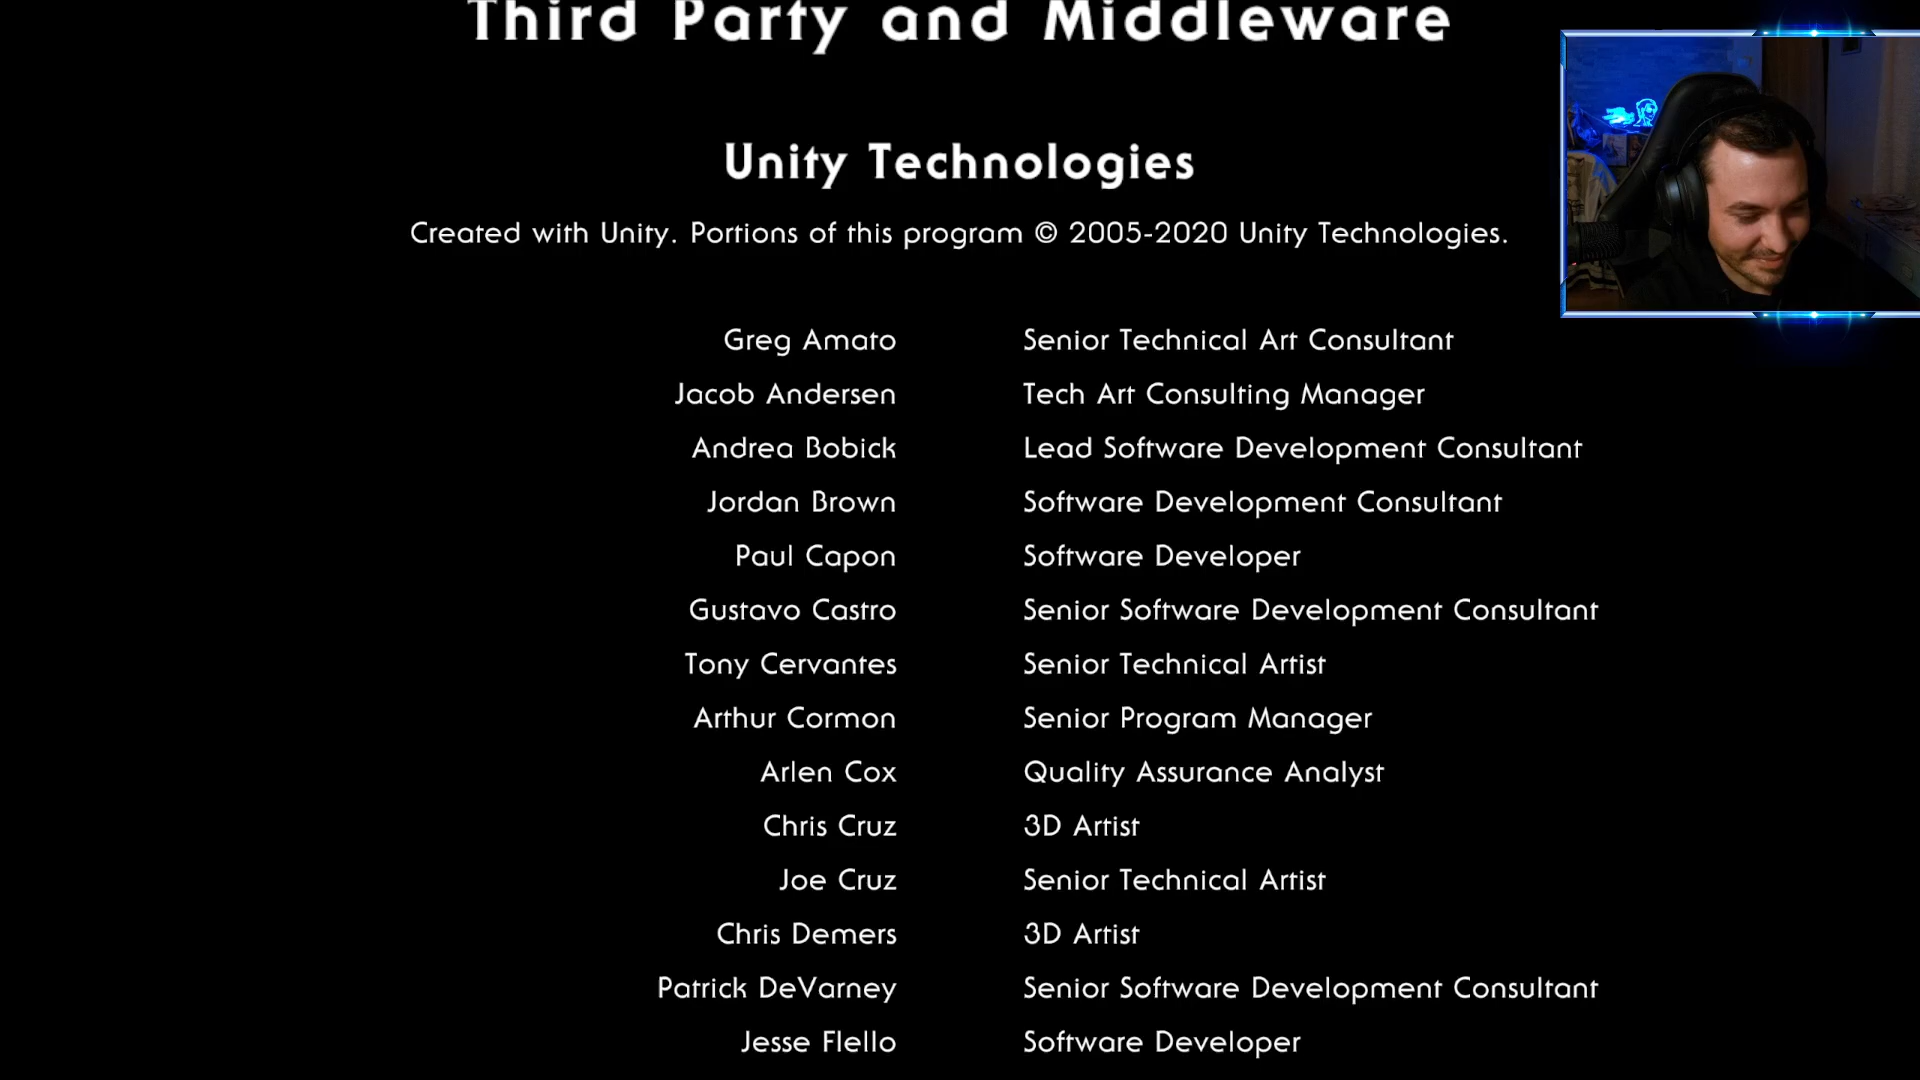 Third Party and Middleware
Unity Technologies
Created with Unity. Portions of this program © 2005-2020 Unity Technologies.
Greg Amato Senior Technical Art Consultant
Jacob Andersen Tech Art Consulting Manager
Andrea Bobick Lead Software Development Consultant
Jordan Brown Software Development Consultant
Paul Capon Software Developer
Gustavo Castro Senior Software Development Consultant
Tony Cervantes Senior Technical Artist
Arthur Cormon Senior Program Manager
Arlen Cox Quality Assurance Analyst
Chris Cruz 3D Artist
Joe Cruz Senior Technical Artist
Chris Demers 3D Artist
Patrick DeVarney Senior Software Development Consultant
Jesse Flello Software Developer